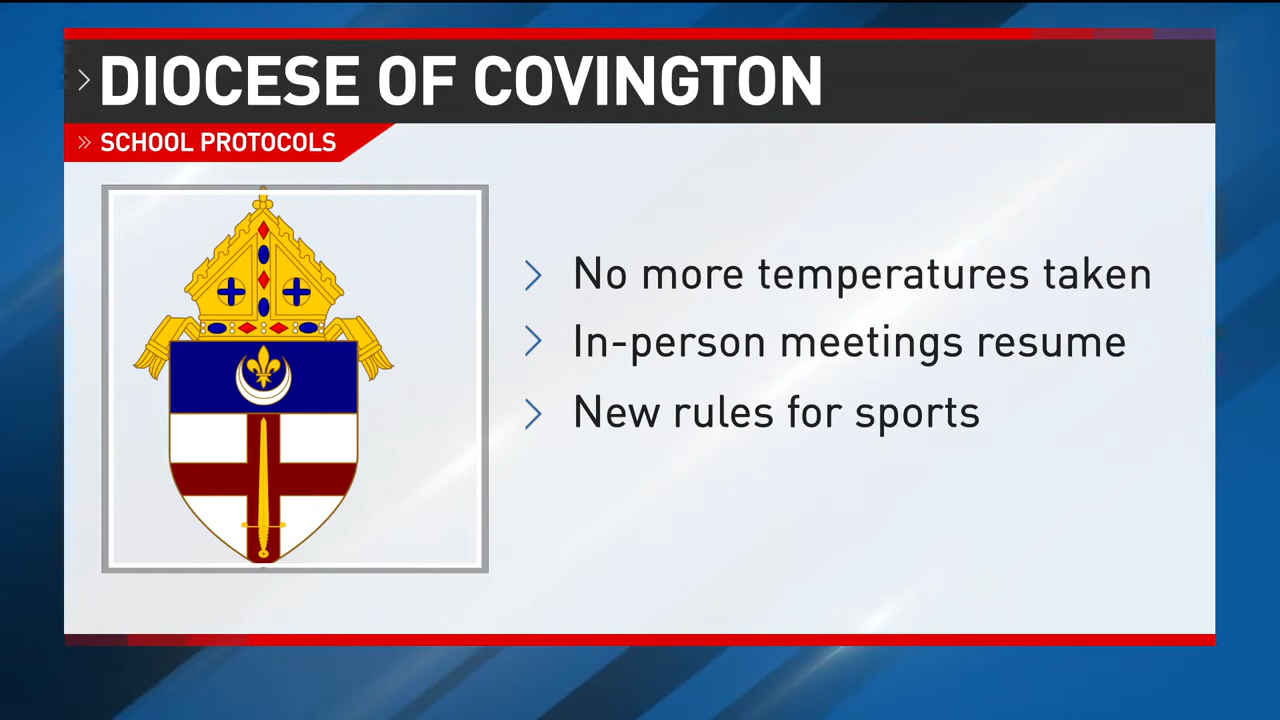 DIOCESE OF COVINGTON
SCHOOL PROTOCOLS
No more temperatures taken
In-person meetings resume
New rules for sports